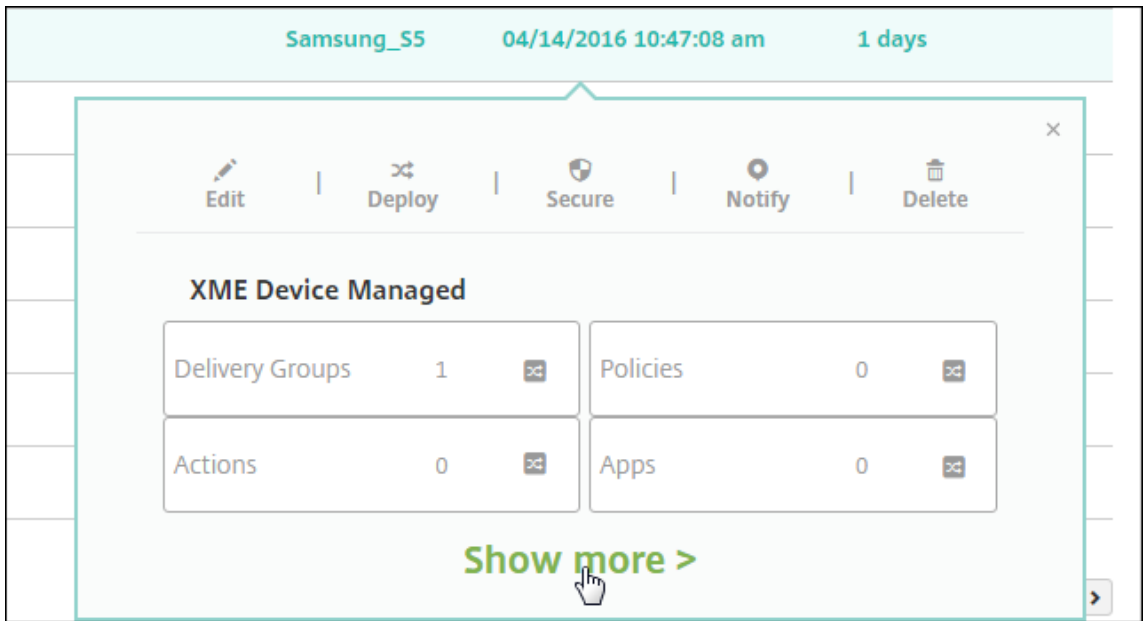 Samsung_S5 04/14/2016 10:47:08 am 1 days
Edit | Deploy | Secure | Notify | Delete
XME Device Managed
Delivery Groups 1 Policies 0
Actions 0 Apps 0
Show more >